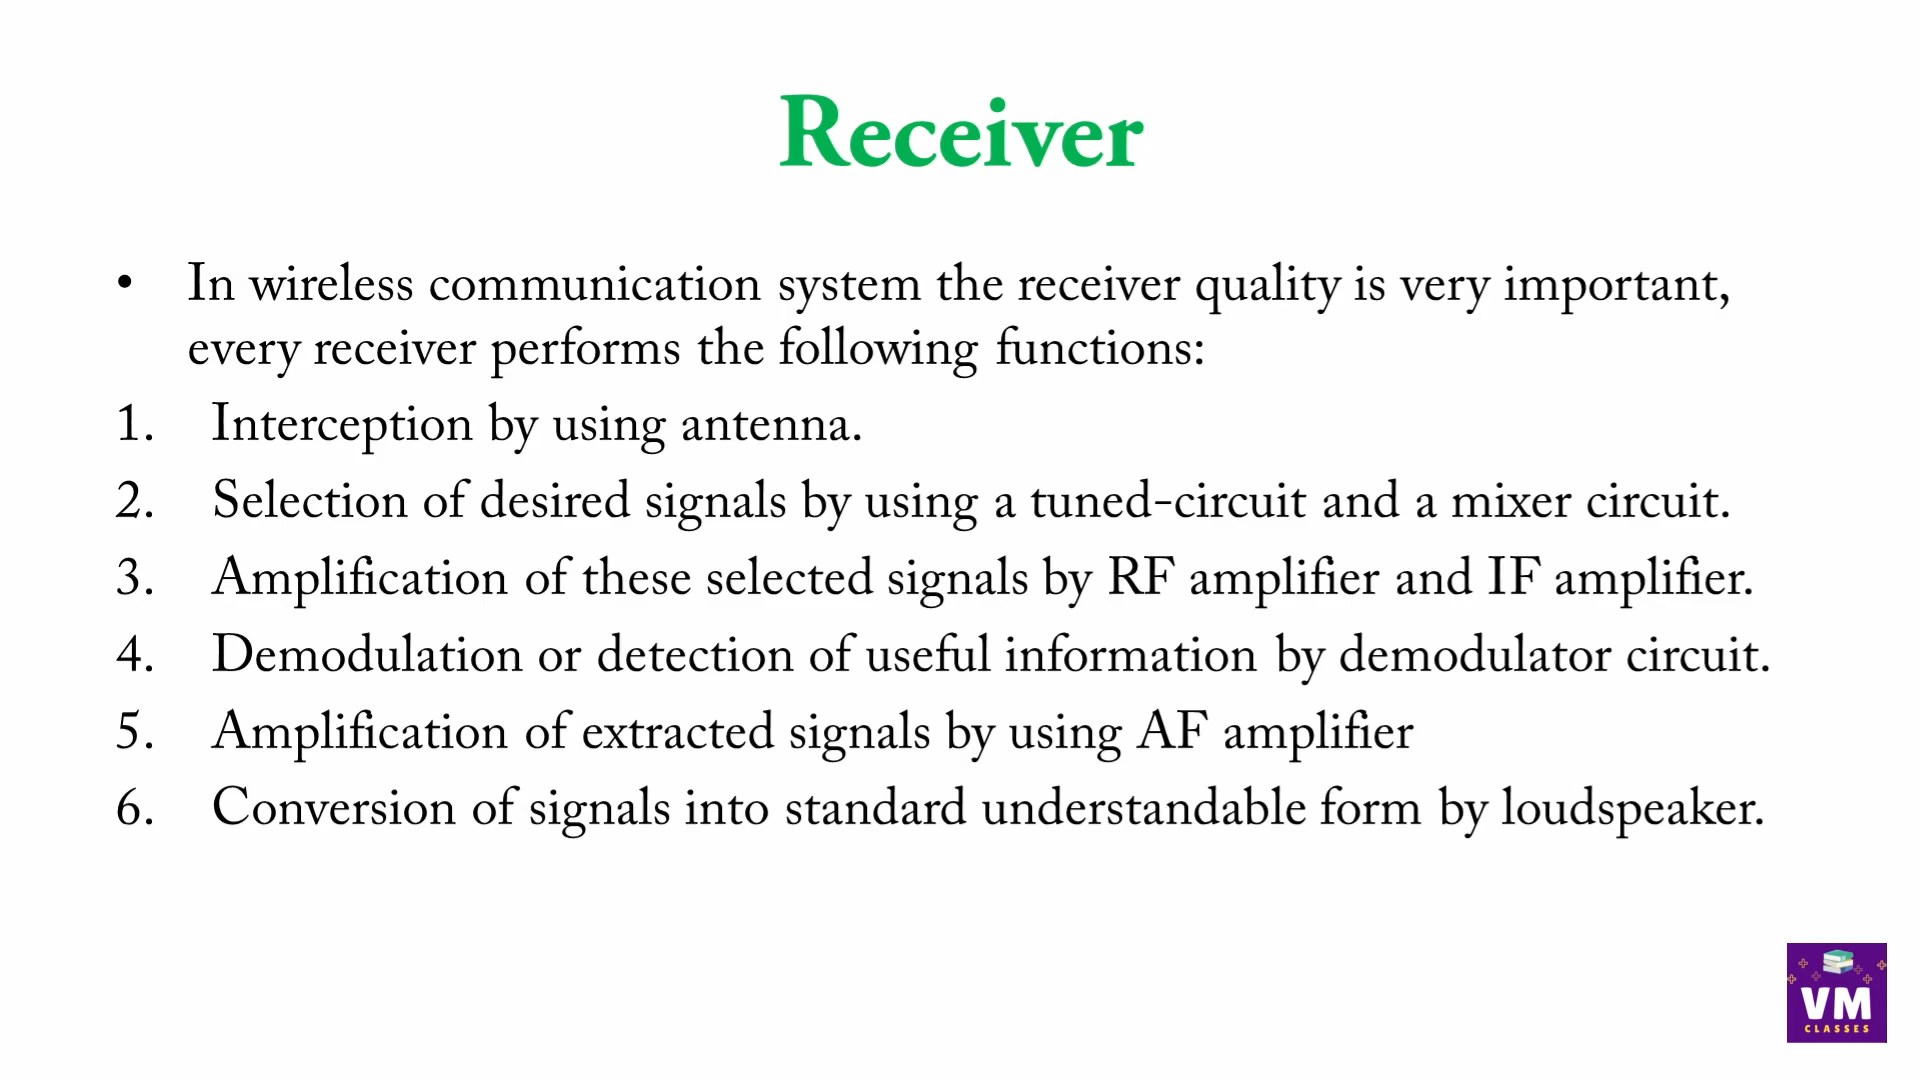 Receiver
• In wireless communication system the receiver quality is very important,
every receiver performs the following functions:
1. Interception by using antenna.
2. Selection of desired signals by using a tuned-circuit and a mixer circuit.
3. Amplification of these selected signals by RF amplifier and IF amplifier.
4. Demodulation or detection of useful information by demodulator circuit.
5. Amplification of extracted signals by using AF amplifier
6. Conversion of signals into standard understandable form by loudspeaker.
VM
CLASSES